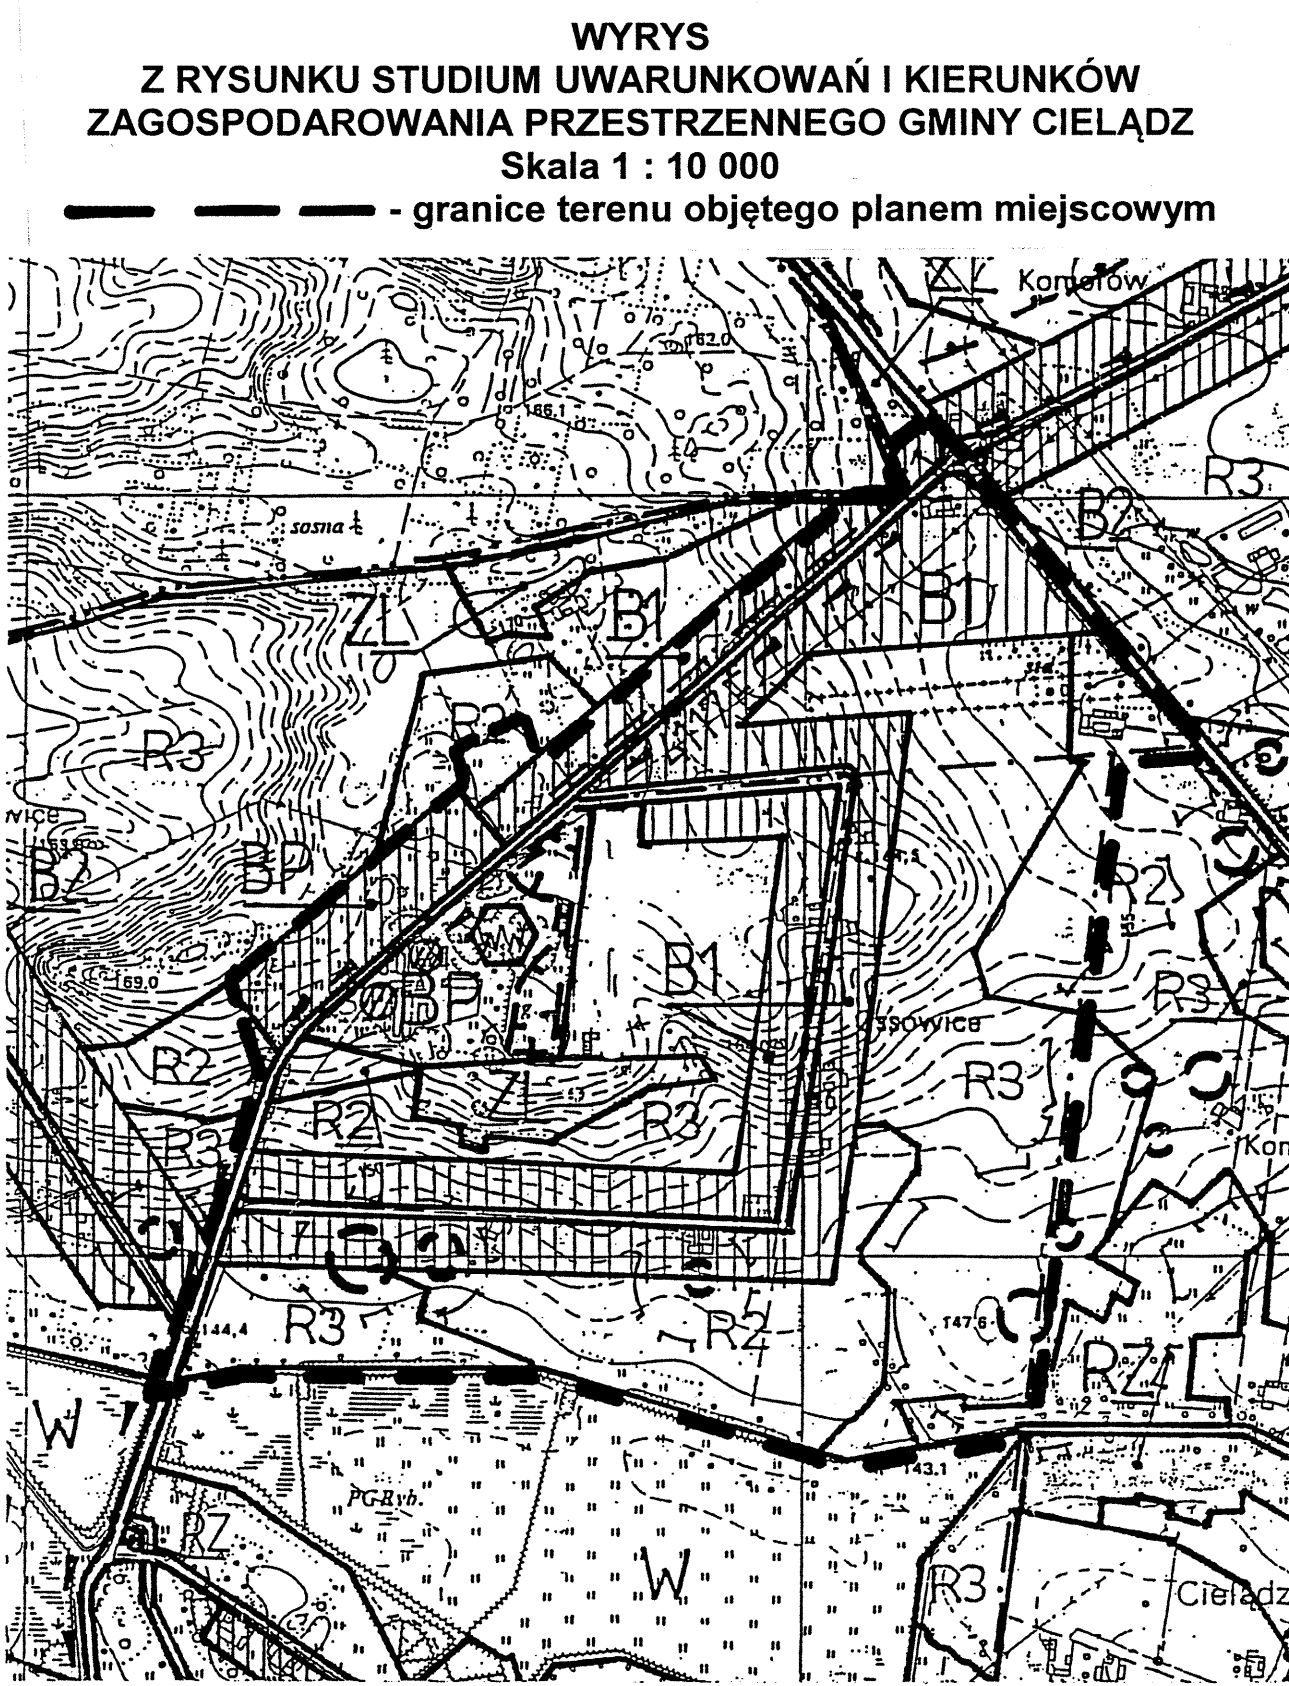 WYRYS
Z RYSUNKU STUDIUM UWARUNKOWAŃ I KIERUNKÓW
ZAGOSPODAROWANIA PRZESTRZENNEGO GMINY CIELĄDZ
Skala 1 : 10 000
- granice terenu objętego planem miejscowym
Komorów
ZL
162,0
166.1
R3
B2
sosna
ZL
B1
B1
R2
R3
B2
BP
R2
MW
169,0
BP
B1
R3
R2
R3
R2
ZL
R3
R3
150
R3
R2
144,4
147,6
RZ
W
143.1
PGRyb.
RZ
W
R3
Cielądz